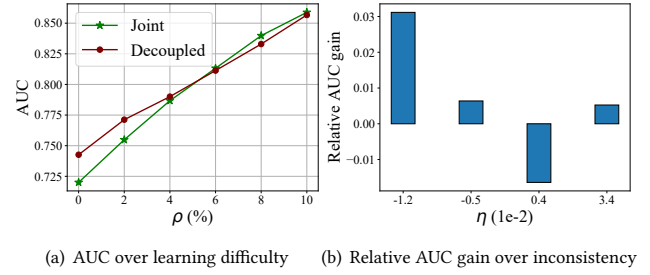 0.850
0.825
0.800
0.775
0.750
0.725
AUC
Joint
Decoupled
0 2 4 6 8 10
ρ (%)
(a) AUC over learning difficulty
0.03
0.02
0.01
0.00
−0.01
Relative AUC gain
-1.2 -0.5 0.4 3.4
η (1e-2)
(b) Relative AUC gain over inconsistency